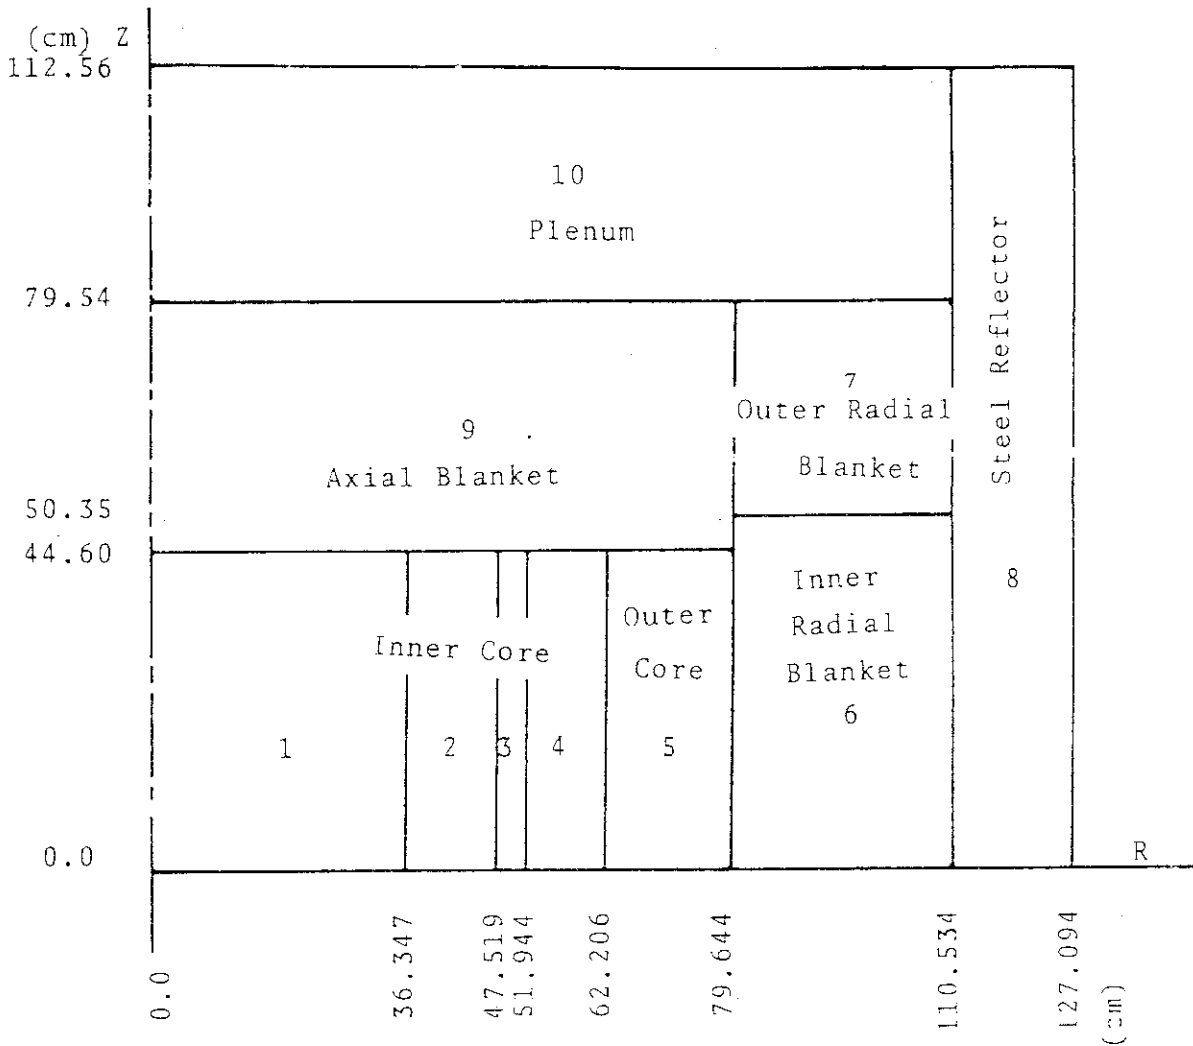 (cm) Z
112.56
10
Plenum
79.54
Steel Reflector
7
Outer Radial
Blanket
9
Axial Blanket
50.35
44.60
Inner
Radial
Blanket
6
8
Outer
Core
Inner Core
1
2
3
4
5
0.0
R
0.0
36.347
47.519
51.944
62.206
79.644
110.534
127.094
(cm)